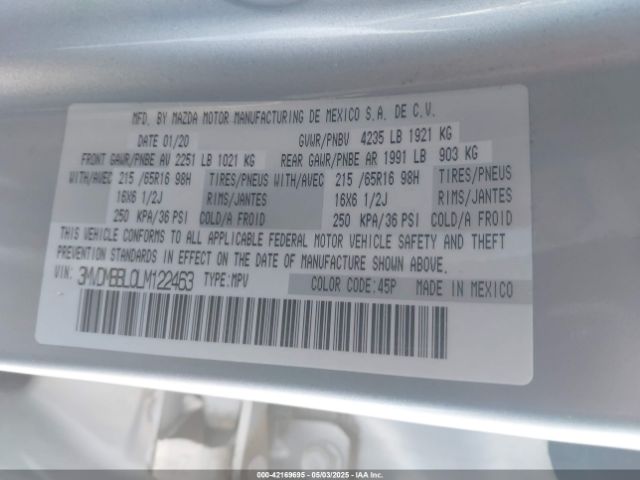 MFD. BY MAZDA MOTOR MANUFACTURING DE MEXICO S.A. DE C.V.
DATE 01/20 GVWR/PNBV 4235 LB 1921 KG
FRONT GAWR/PNBE AV 2251 LB 1021 KG REAR GAWR/PNBE AR 1991 LB 903 KG
WITH/AVEC 215 /65R16 98H TIRES/PNEUS WITH/AVEC 215 /65R16 98H TIRES/PNEUS
16X6 1/2J RIMS/JANTES 16X6 1/2J RIMS/JANTES
250 KPA/36 PSI COLD/A FROID 250 KPA/36 PSI COLD/A FROID
THIS VEHICLE CONFORMS TO ALL APPLICABLE FEDERAL MOTOR VEHICLE SAFETY AND THEFT
PREVENTION STANDARDS IN EFFECT ON THE DATE OF MANUFACTURE SHOWN ABOVE.
VIN: 3MVDMBBL0LM122463 TYPE: MPV COLOR CODE:45P MADE IN MEXICO
000-42169695 - 05/03/2025 - IAA Inc.